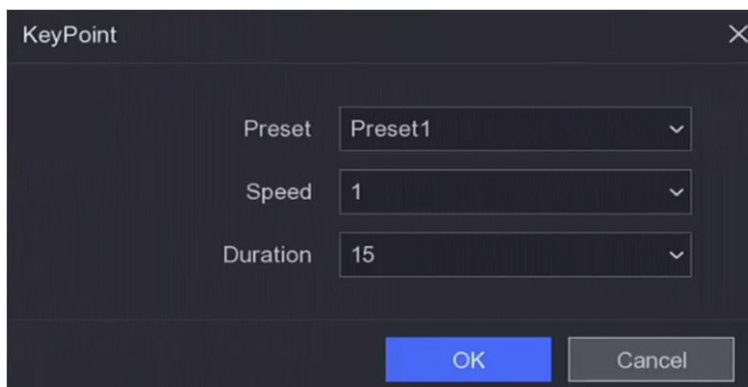 KeyPoint
Preset Preset1
Speed 1
Duration 15
OK Cancel